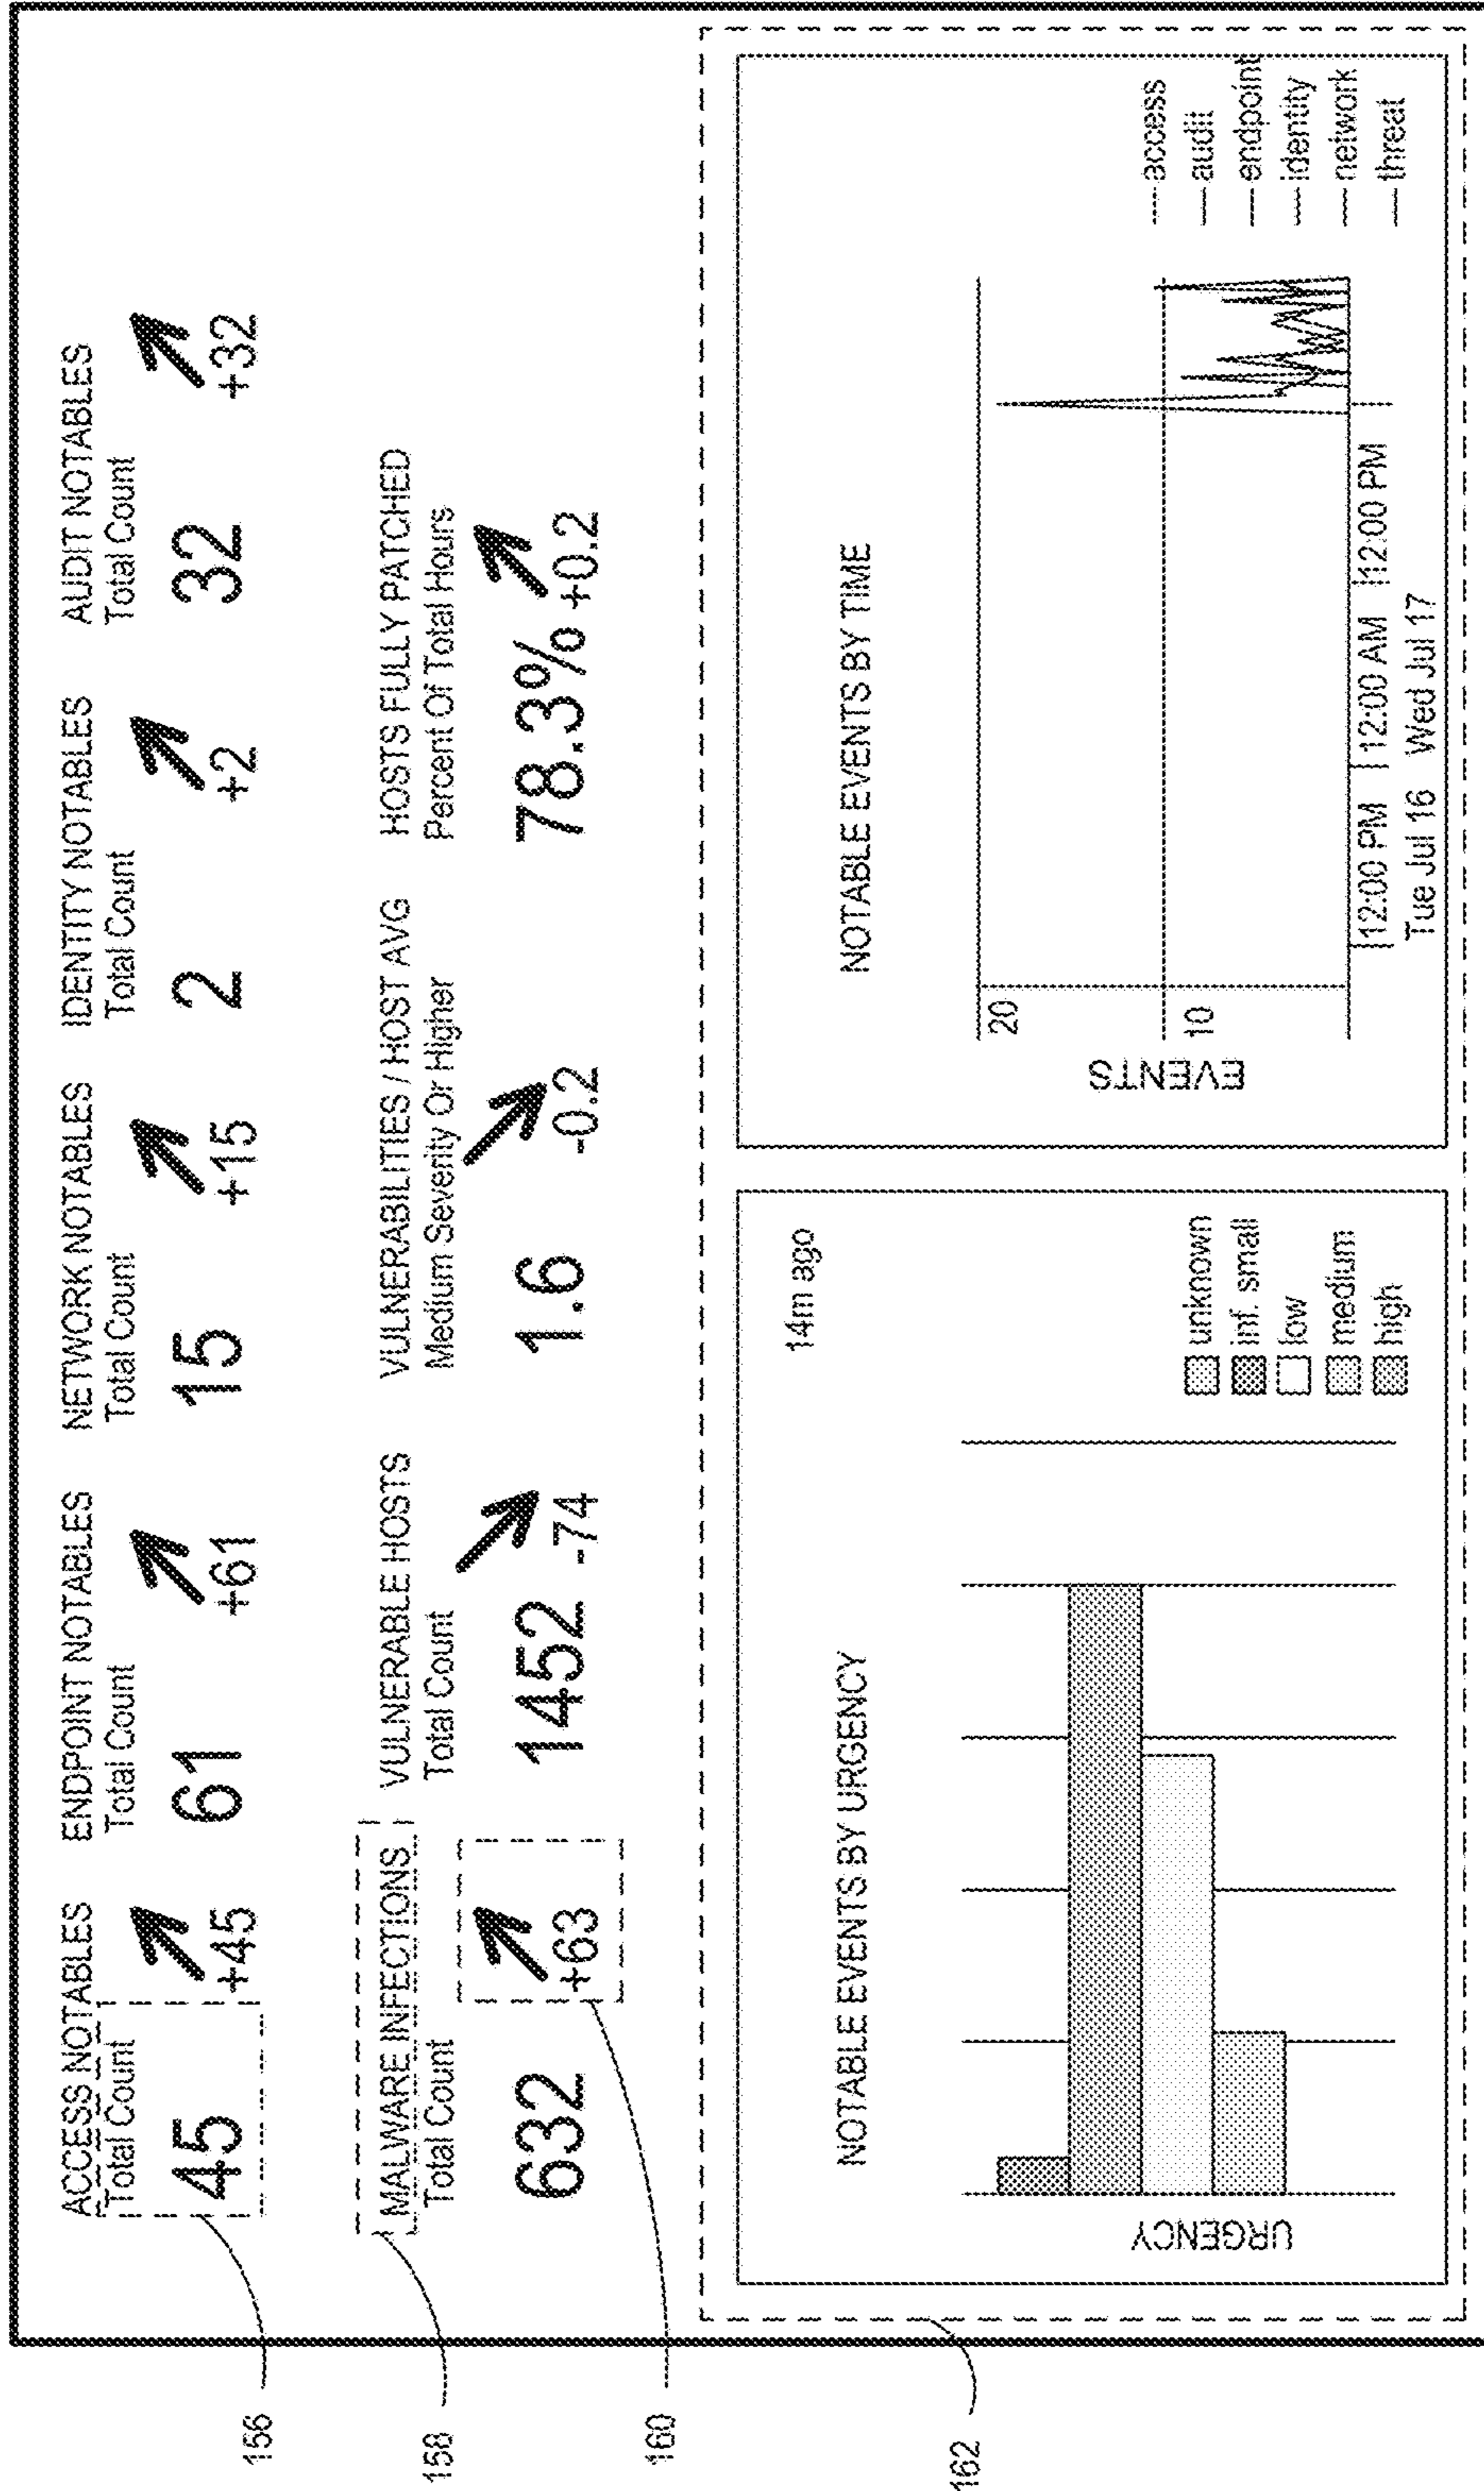 ACCESS NOTABLES
Total Count
45
+45
ENDPOINT NOTABLES
Total Count
61
+61
NETWORK NOTABLES
Total Count
15
+15
IDENTITY NOTABLES
Total Count
2
+2
AUDIT NOTABLES
Total Count
32
+32
MALWARE INFECTIONS
Total Count
632
+63
VULNERABLE HOSTS
Total Count
1452
-74
VULNERABILITIES / HOST AVG
Medium Severity Or Higher
1.6
-0.2
HOSTS FULLY PATCHED
Percent Of Total Hours
78.3%
+0.2
NOTABLE EVENTS BY URGENCY
14m ago
URGENCY
unknown
inf. small
low
medium
high
NOTABLE EVENTS BY TIME
EVENTS
20
10
12:00 PM
Tue Jul 16
12:00 AM
Wed Jul 17
12:00 PM
access
audit
endpoint
identity
network
threat
156
158
160
162